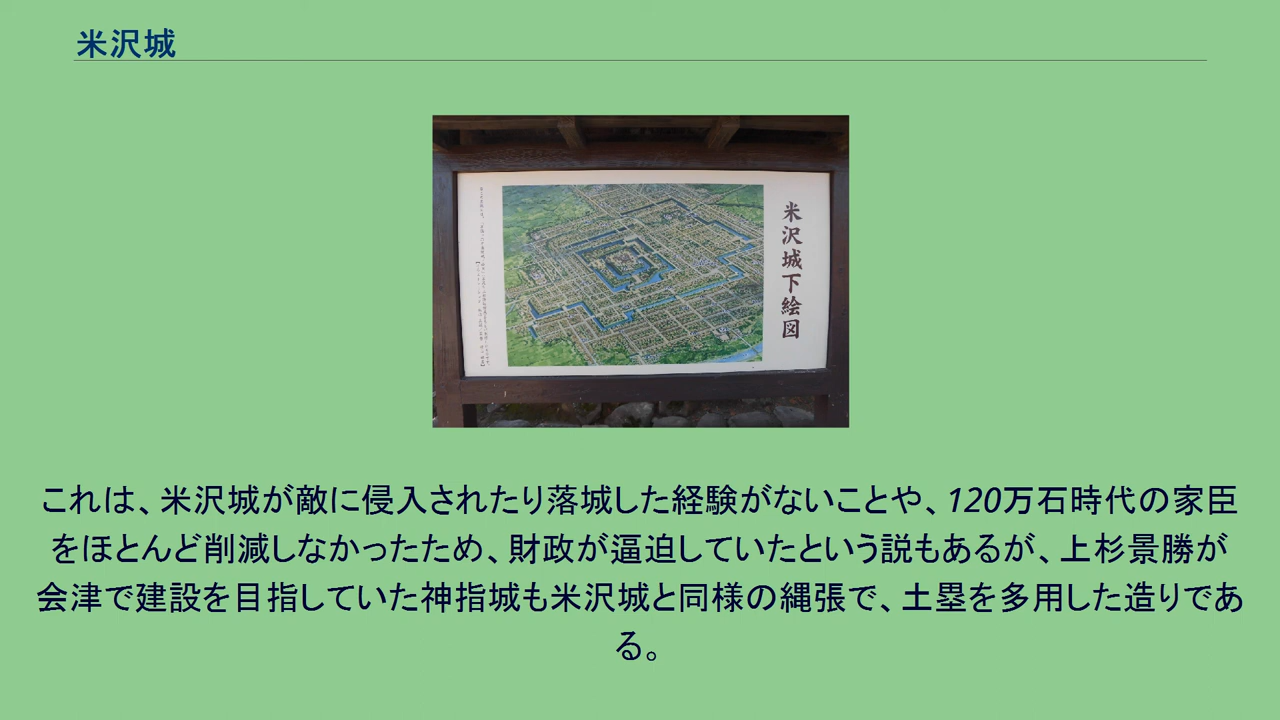 米沢城
米沢城下絵図
これは、米沢城が敵に侵入されたり落城した経験がないことや、120万石時代の家臣
をほとんど削減しなかったため、財政が逼迫していたという説もあるが、上杉景勝が
会津で建設を目指していた神指城も米沢城と同様の縄張で、土塁を多用した造りであ
る。